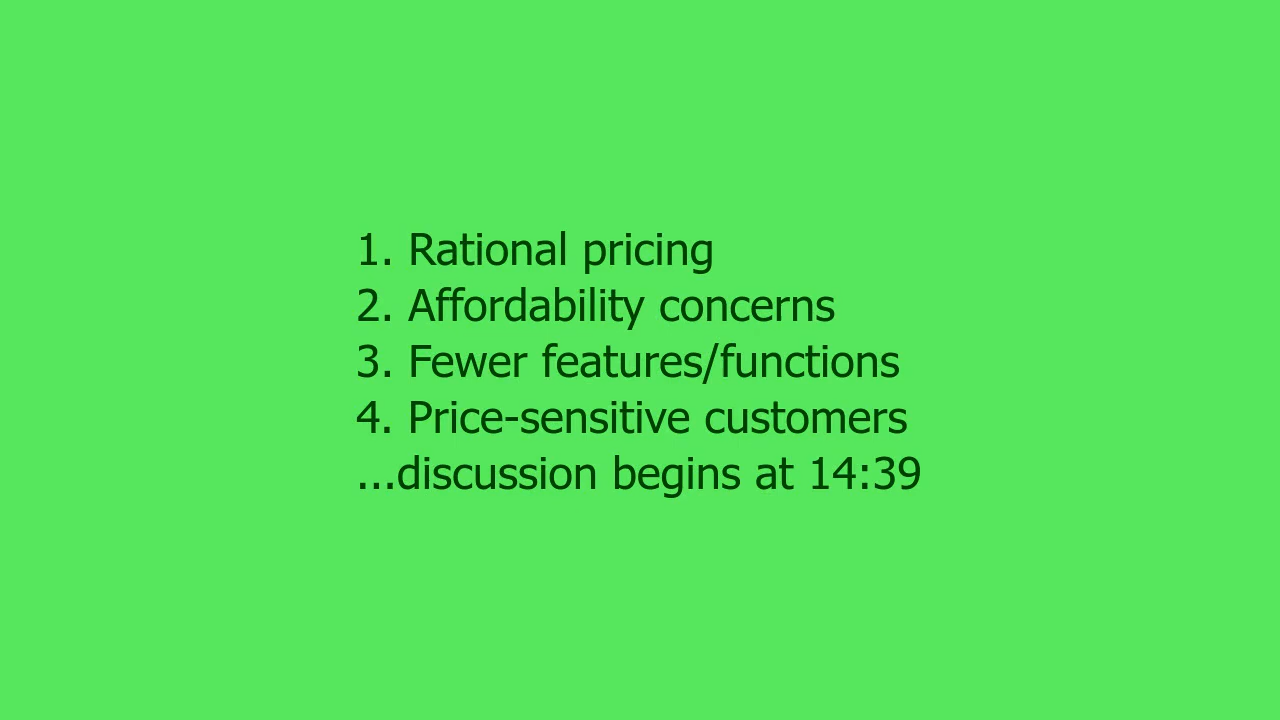 1. Rational pricing
2. Affordability concerns
3. Fewer features/functions
4. Price-sensitive customers
...discussion begins at 14:39